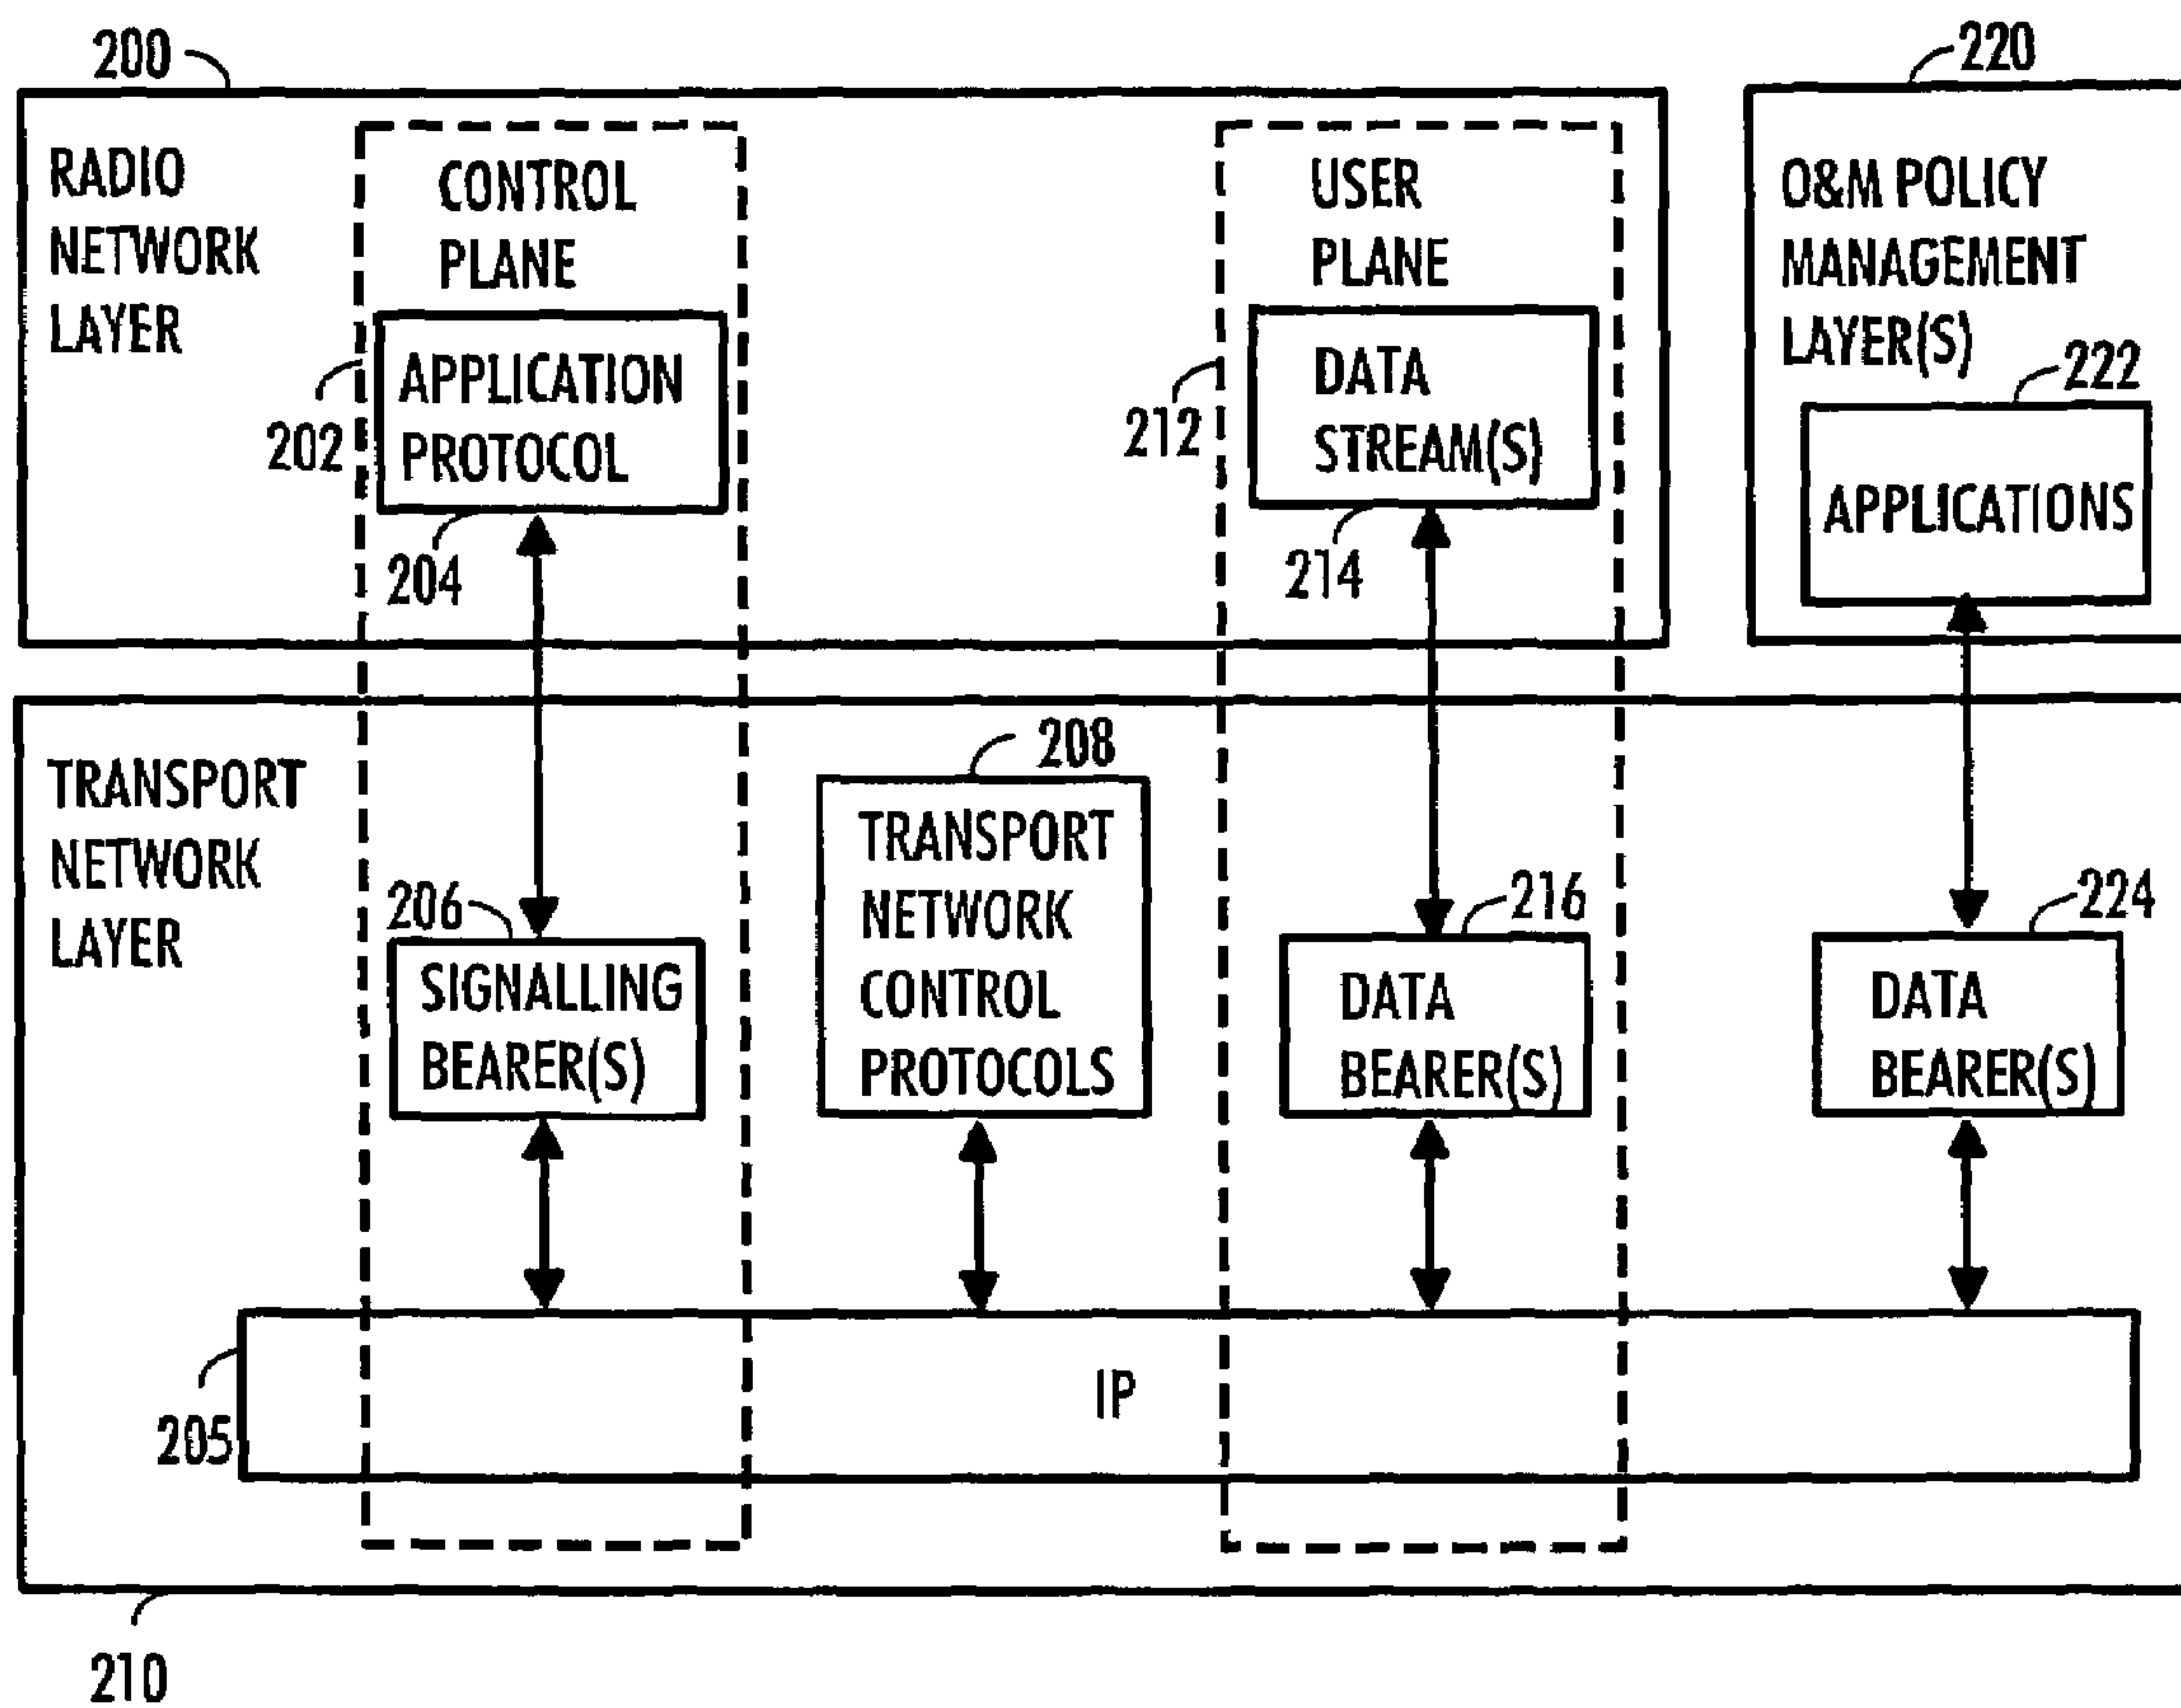 200
220
RADIO
NETWORK
LAYER
CONTROL
PLANE
USER
PLANE
O&M POLICY
MANAGEMENT
LAYER(S)
202
APPLICATION
PROTOCOL
204
212
DATA
STREAM(S)
214
222
APPLICATIONS
TRANSPORT
NETWORK
LAYER
206
SIGNALLING
BEARER(S)
208
TRANSPORT
NETWORK
CONTROL
PROTOCOLS
216
DATA
BEARER(S)
224
DATA
BEARER(S)
205
IP
210